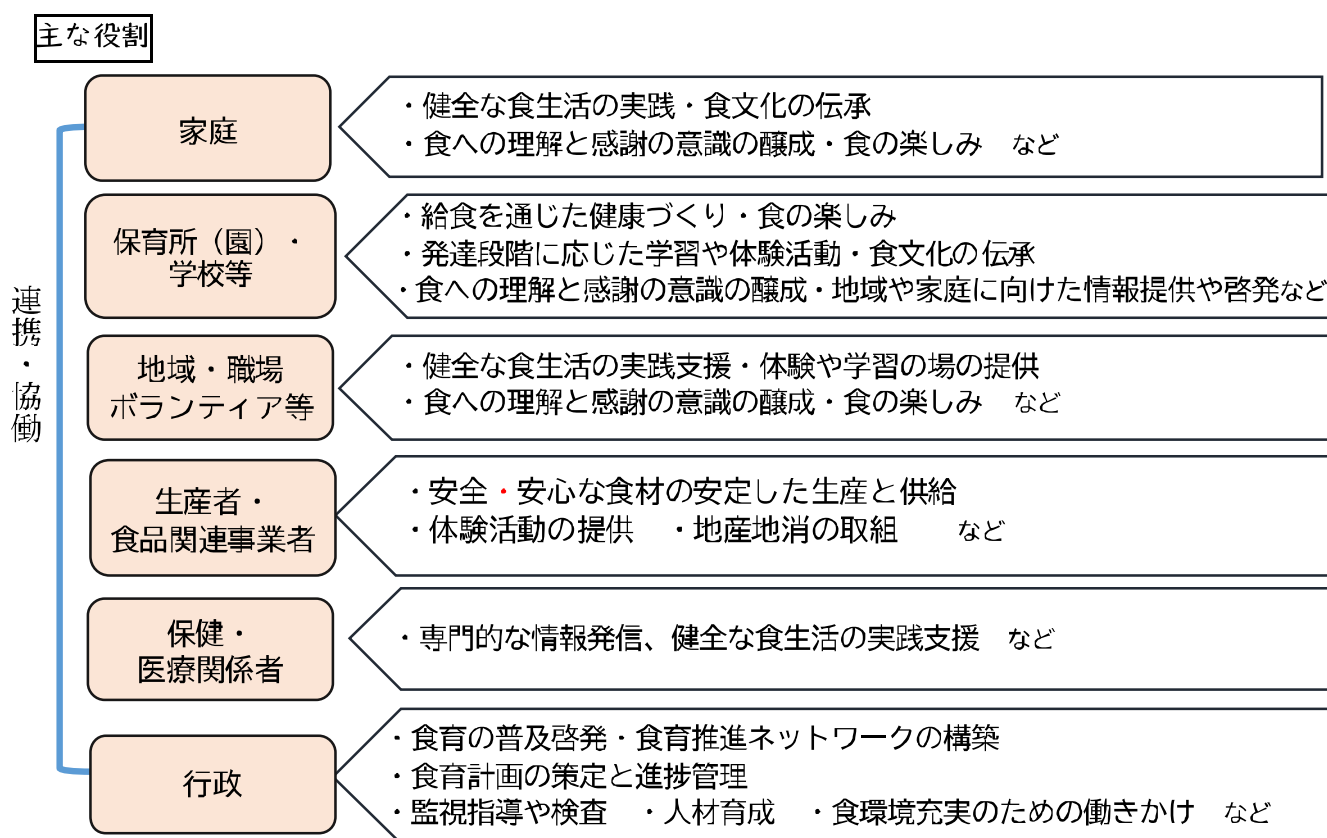 主な役割
連携・協働
家庭
・健全な食生活の実践・食文化の伝承
・食への理解と感謝の意識の醸成・食の楽しみ　など
保育所（園）・
学校等
・給食を通じた健康づくり・食の楽しみ
・発達段階に応じた学習や体験活動・食文化の伝承
・食への理解と感謝の意識の醸成・地域や家庭に向けた情報提供や啓発など
地域・職場
ボランティア等
・健全な食生活の実践支援・体験や学習の場の提供
・食への理解と感謝の意識の醸成・食の楽しみ　など
生産者・
食品関連事業者
・安全・安心な食材の安定した生産と供給
・体験活動の提供　・地産地消の取組　　など
保健・
医療関係者
・専門的な情報発信、健全な食生活の実践支援　など
行政
・食育の普及啓発・食育推進ネットワークの構築
・食育計画の策定と進捗管理
・監視指導や検査　・人材育成　・食環境充実のための働きかけ　など